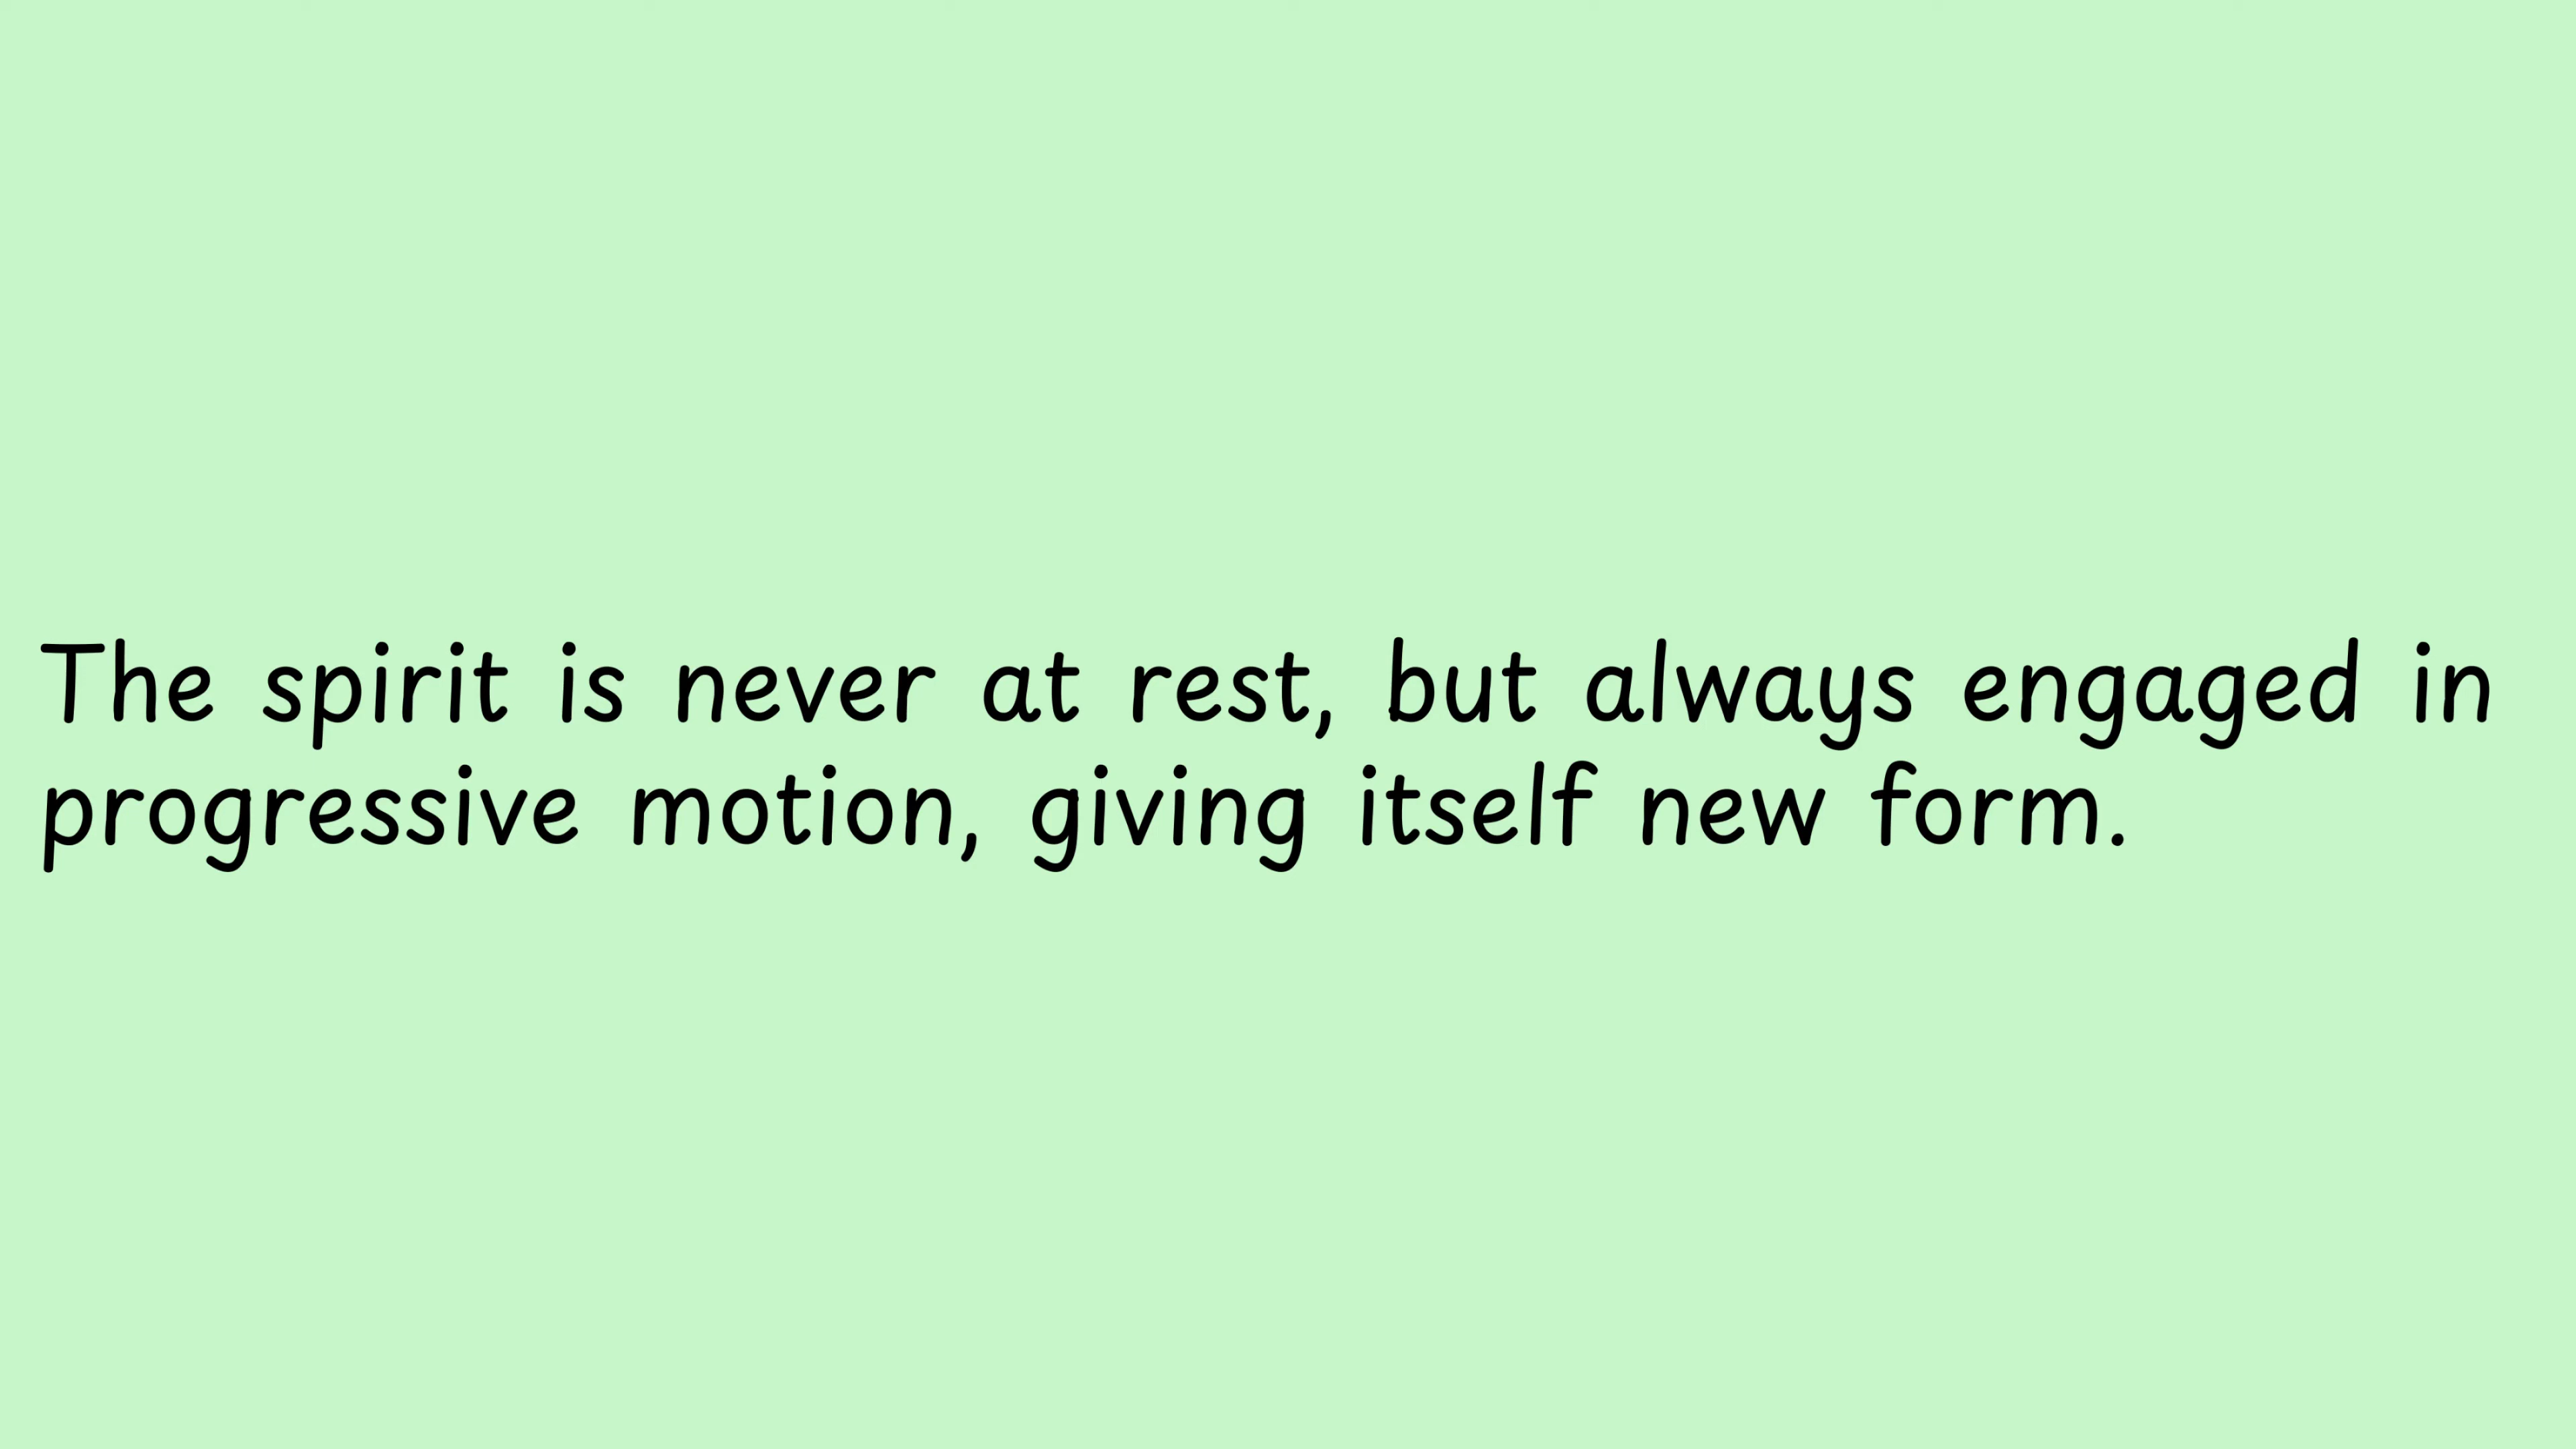 The spirit is never at rest, but always engaged in
progressive motion, giving itself new form.